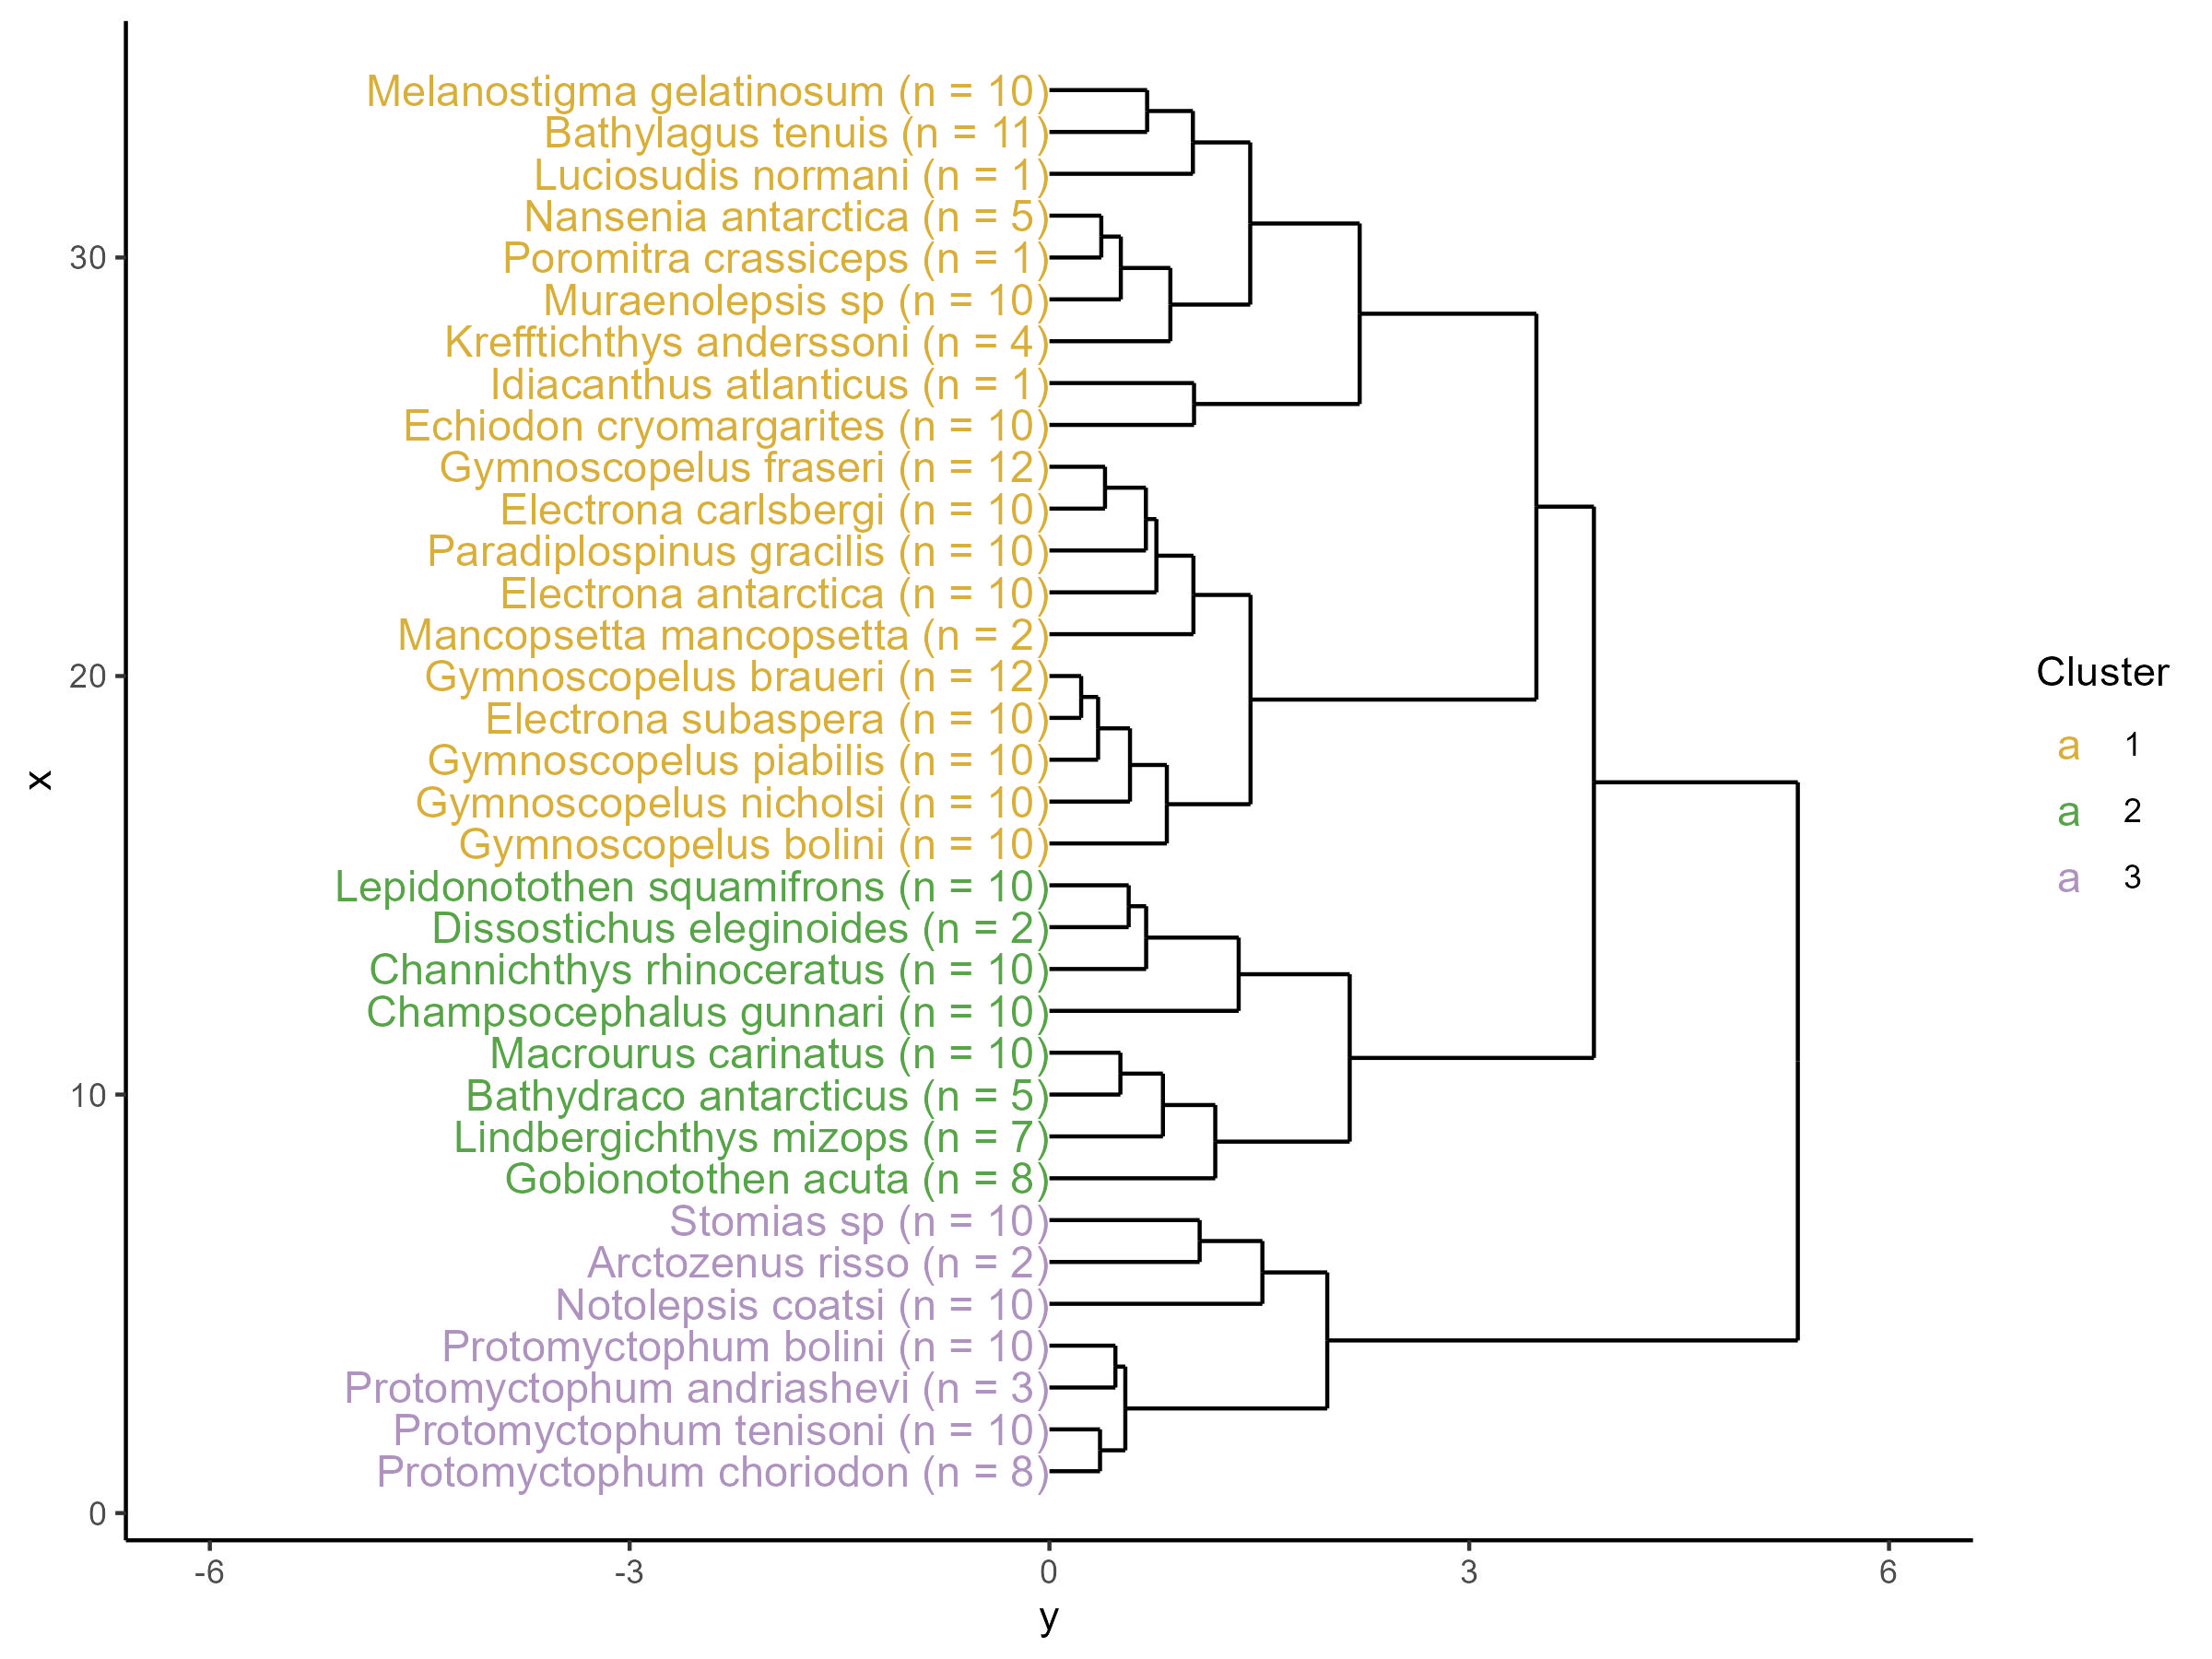 Melanostigma gelatinosum (n = 10)
Bathylagus tenuis (n = 11)
Luciosudis normani (n = 1)
Nansenia antarctica (n = 5)
Poromitra crassiceps (n = 1)
Muraenolepsis sp (n = 10)
Krefftichthys anderssoni (n = 4)
Idiacanthus atlanticus (n = 1)
Echiodon cryomargarites (n = 10)
Gymnoscopelus fraseri (n = 12)
Electrona carlsbergi (n = 10)
Paradiplospinus gracilis (n = 10)
Electrona antarctica (n = 10)
Mancopsetta mancopsetta (n = 2)
Gymnoscopelus braueri (n = 12)
Electrona subaspera (n = 10)
Gymnoscopelus piabilis (n = 10)
Gymnoscopelus nicholsi (n = 10)
Gymnoscopelus bolini (n = 10)
Lepidonotothen squamifrons (n = 10)
Dissostichus eleginoides (n = 2)
Channichthys rhinoceratus (n = 10)
Champsocephalus gunnari (n = 10)
Macrourus carinatus (n = 10)
Bathydraco antarcticus (n = 5)
Lindbergichthys mizops (n = 7)
Gobionotothen acuta (n = 8)
Stomias sp (n = 10)
Arctozenus risso (n = 2)
Notolepsis coatsi (n = 10)
Protomyctophum bolini (n = 10)
Protomyctophum andriashevi (n = 3)
Protomyctophum tenisoni (n = 10)
Protomyctophum choriodon (n = 8)
30
20
10
0
x
-6 -3 0 3 6
y
Cluster
a 1
a 2
a 3